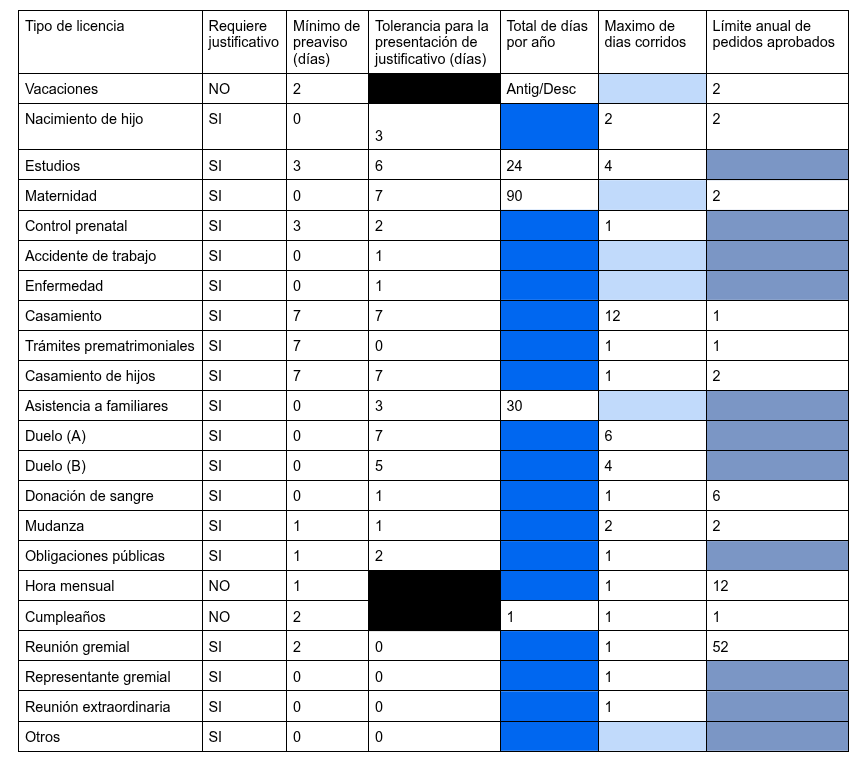 Tipo de licencia Requiere justificativo Mínimo de preaviso (días) Tolerancia para la presentación de justificativo (días) Total de días por año Maximo de dias corridos Límite anual de pedidos aprobados
Vacaciones NO 2 Antig/Desc 2
Nacimiento de hijo SI 0 3 2 2
Estudios SI 3 6 24 4
Maternidad SI 0 7 90 2
Control prenatal SI 3 2 1
Accidente de trabajo SI 0 1
Enfermedad SI 0 1
Casamiento SI 7 7 12 1
Trámites prematrimoniales SI 7 0 1 1
Casamiento de hijos SI 7 7 1 2
Asistencia a familiares SI 0 3 30
Duelo (A) SI 0 7 6
Duelo (B) SI 0 5 4
Donación de sangre SI 0 1 1 6
Mudanza SI 1 1 2 2
Obligaciones públicas SI 1 2 1
Hora mensual NO 1 1 12
Cumpleaños NO 2 1 1 1
Reunión gremial SI 2 0 1 52
Representante gremial SI 0 0 1
Reunión extraordinaria SI 0 0 1
Otros SI 0 0